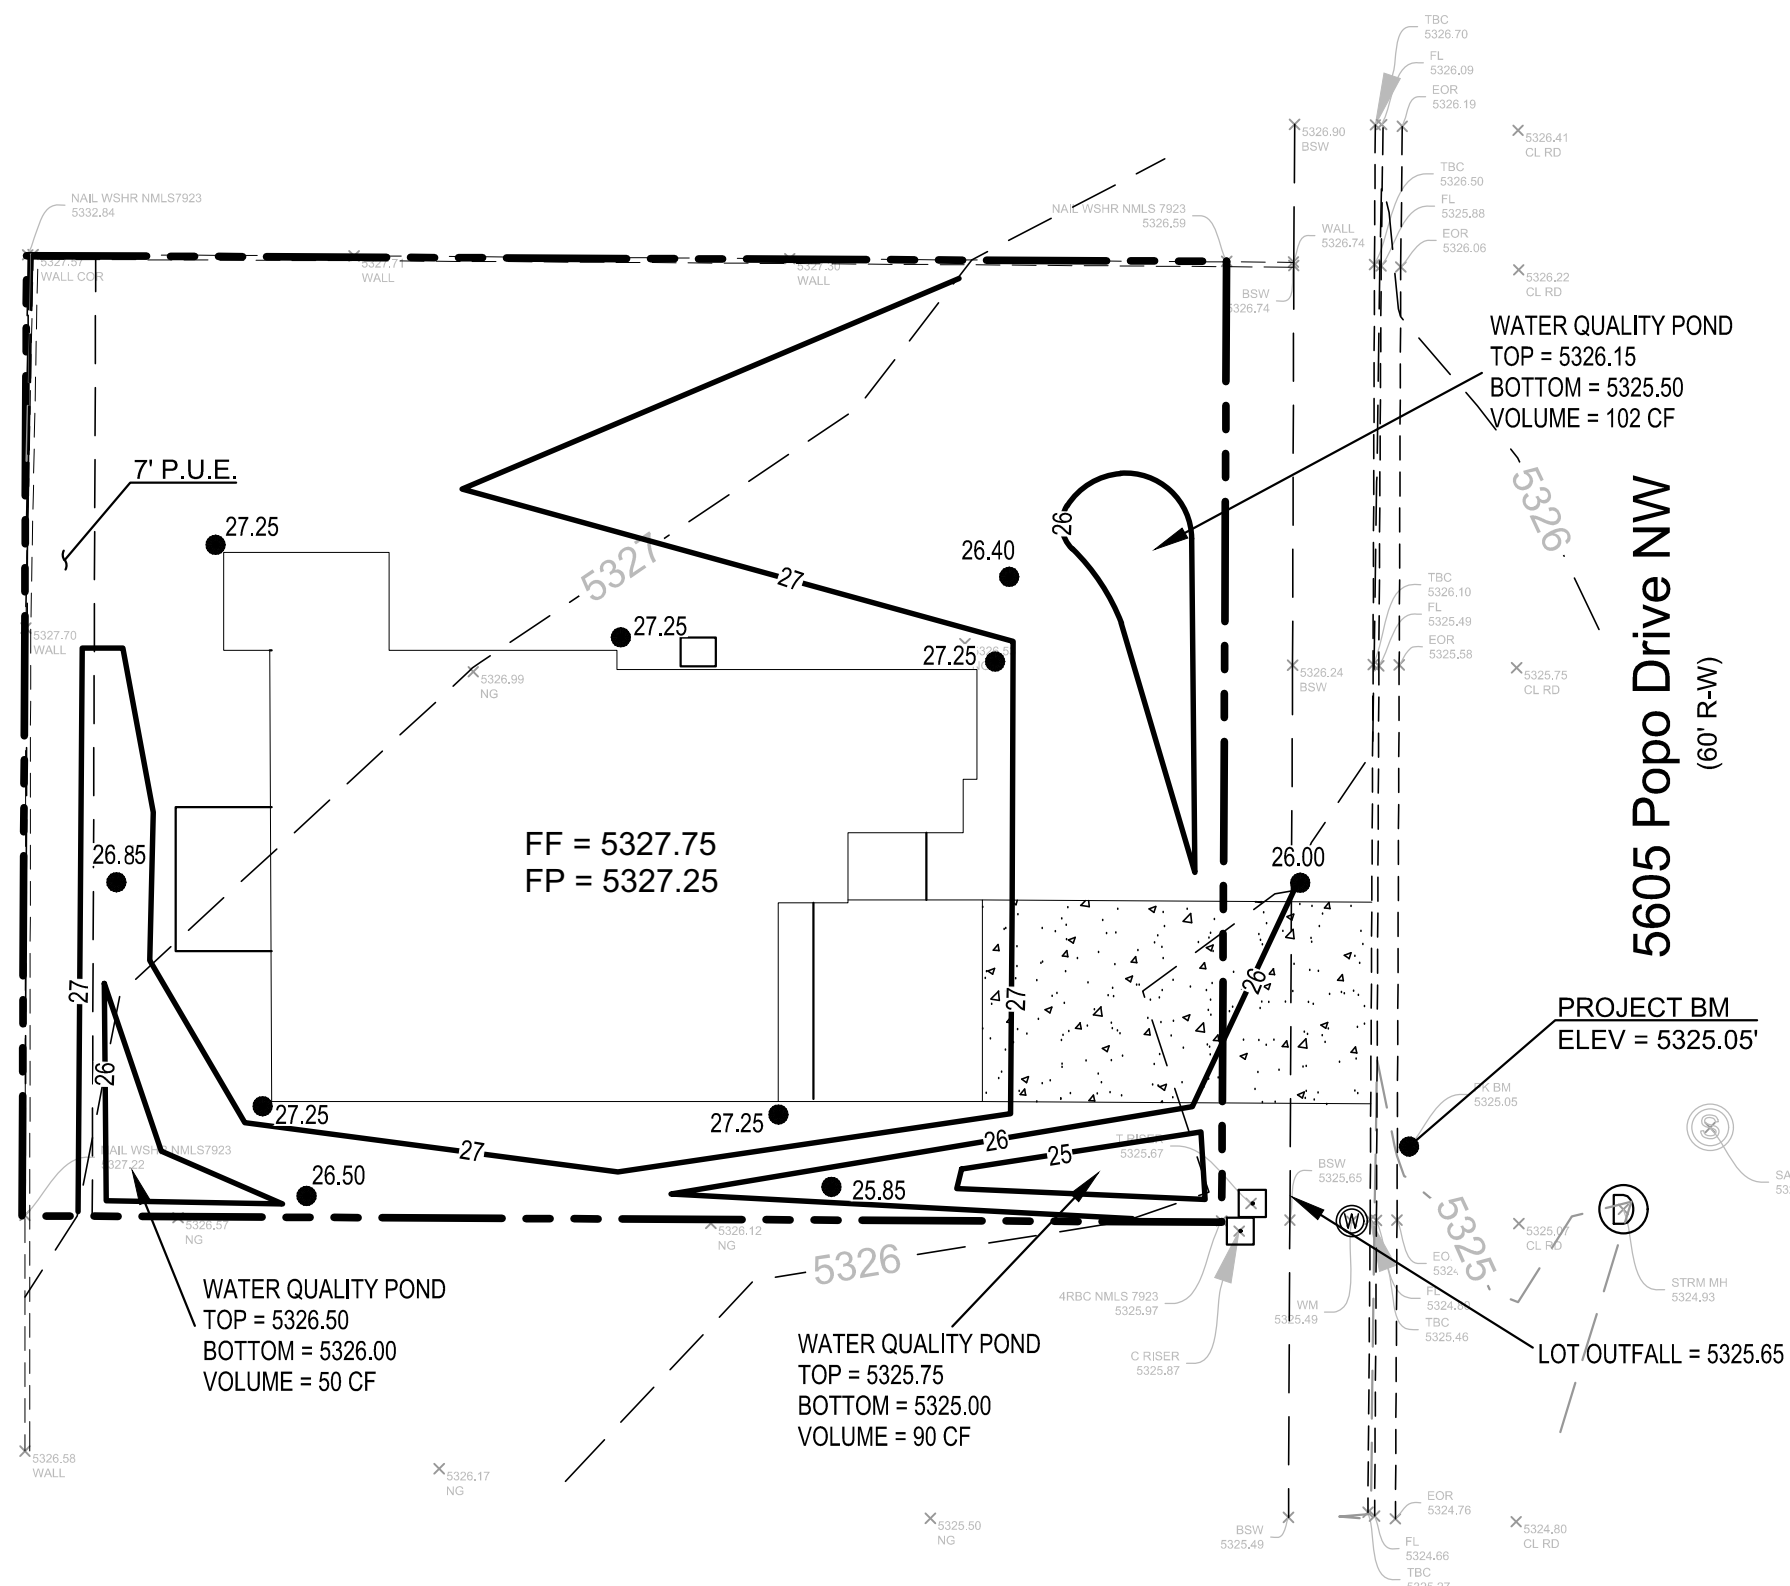 TBC
5326.70
FL
5326.09
EOR
5326.19
5326.90
BSW
5326.41
CL RD
TBC
5326.50
FL
5325.88
EOR
5326.06
NAIL WSHR NMLS7923
5332.84
NAIL WSHR NMLS 7923
5326.59
WALL
5326.74
5327.57
WALL COR
5327.71
WALL
5327.30
WALL
BSW
5326.74
5326.22
CL RD
WATER QUALITY POND
TOP = 5326.15
BOTTOM = 5325.50
VOLUME = 102 CF
7' P.U.E.
27.25
26
26.40
5327
27
5326
5605 Popo Drive NW
(60' R-W)
TBC
5326.10
FL
5325.49
EOR
5325.58
5327.70
WALL
27.25
27.25
5326.99
NG
5326.24
BSW
5325.75
CL RD
FF = 5327.75
FP = 5327.25
26.85
26.00
27
26
27
26
PROJECT BM
ELEV = 5325.05'
PK BM
5325.05
27.25
27.25
27
26
25
T RISER
5325.67
NAIL WSHR NMLS7923
5327.22
26.50
25.85
BSW
5325.65
S
W
D
5326.57
NG
5326.12
NG
5325.07
CL RD
5326
5325
STRM MH
5324.93
WATER QUALITY POND
TOP = 5326.50
BOTTOM = 5326.00
VOLUME = 50 CF
WATER QUALITY POND
TOP = 5325.75
BOTTOM = 5325.00
VOLUME = 90 CF
4RBC NMLS 7923
5325.97
WM
5325.49
FL
TBC
5325.46
C RISER
5325.87
LOT OUTFALL = 5325.65
5326.58
WALL
5326.17
NG
5325.50
NG
BSW
5325.49
EOR
5324.76
FL
5324.66
TBC
5324.80
CL RD